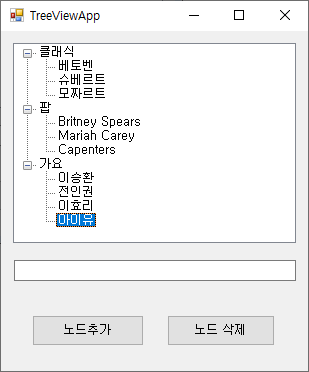 TreeViewApp
클래식
베토벤
슈베르트
모짜르트
팝
Britney Spears
Mariah Carey
Capenters
가요
이승환
전인권
이효리
아이유
노드추가
노드 삭제